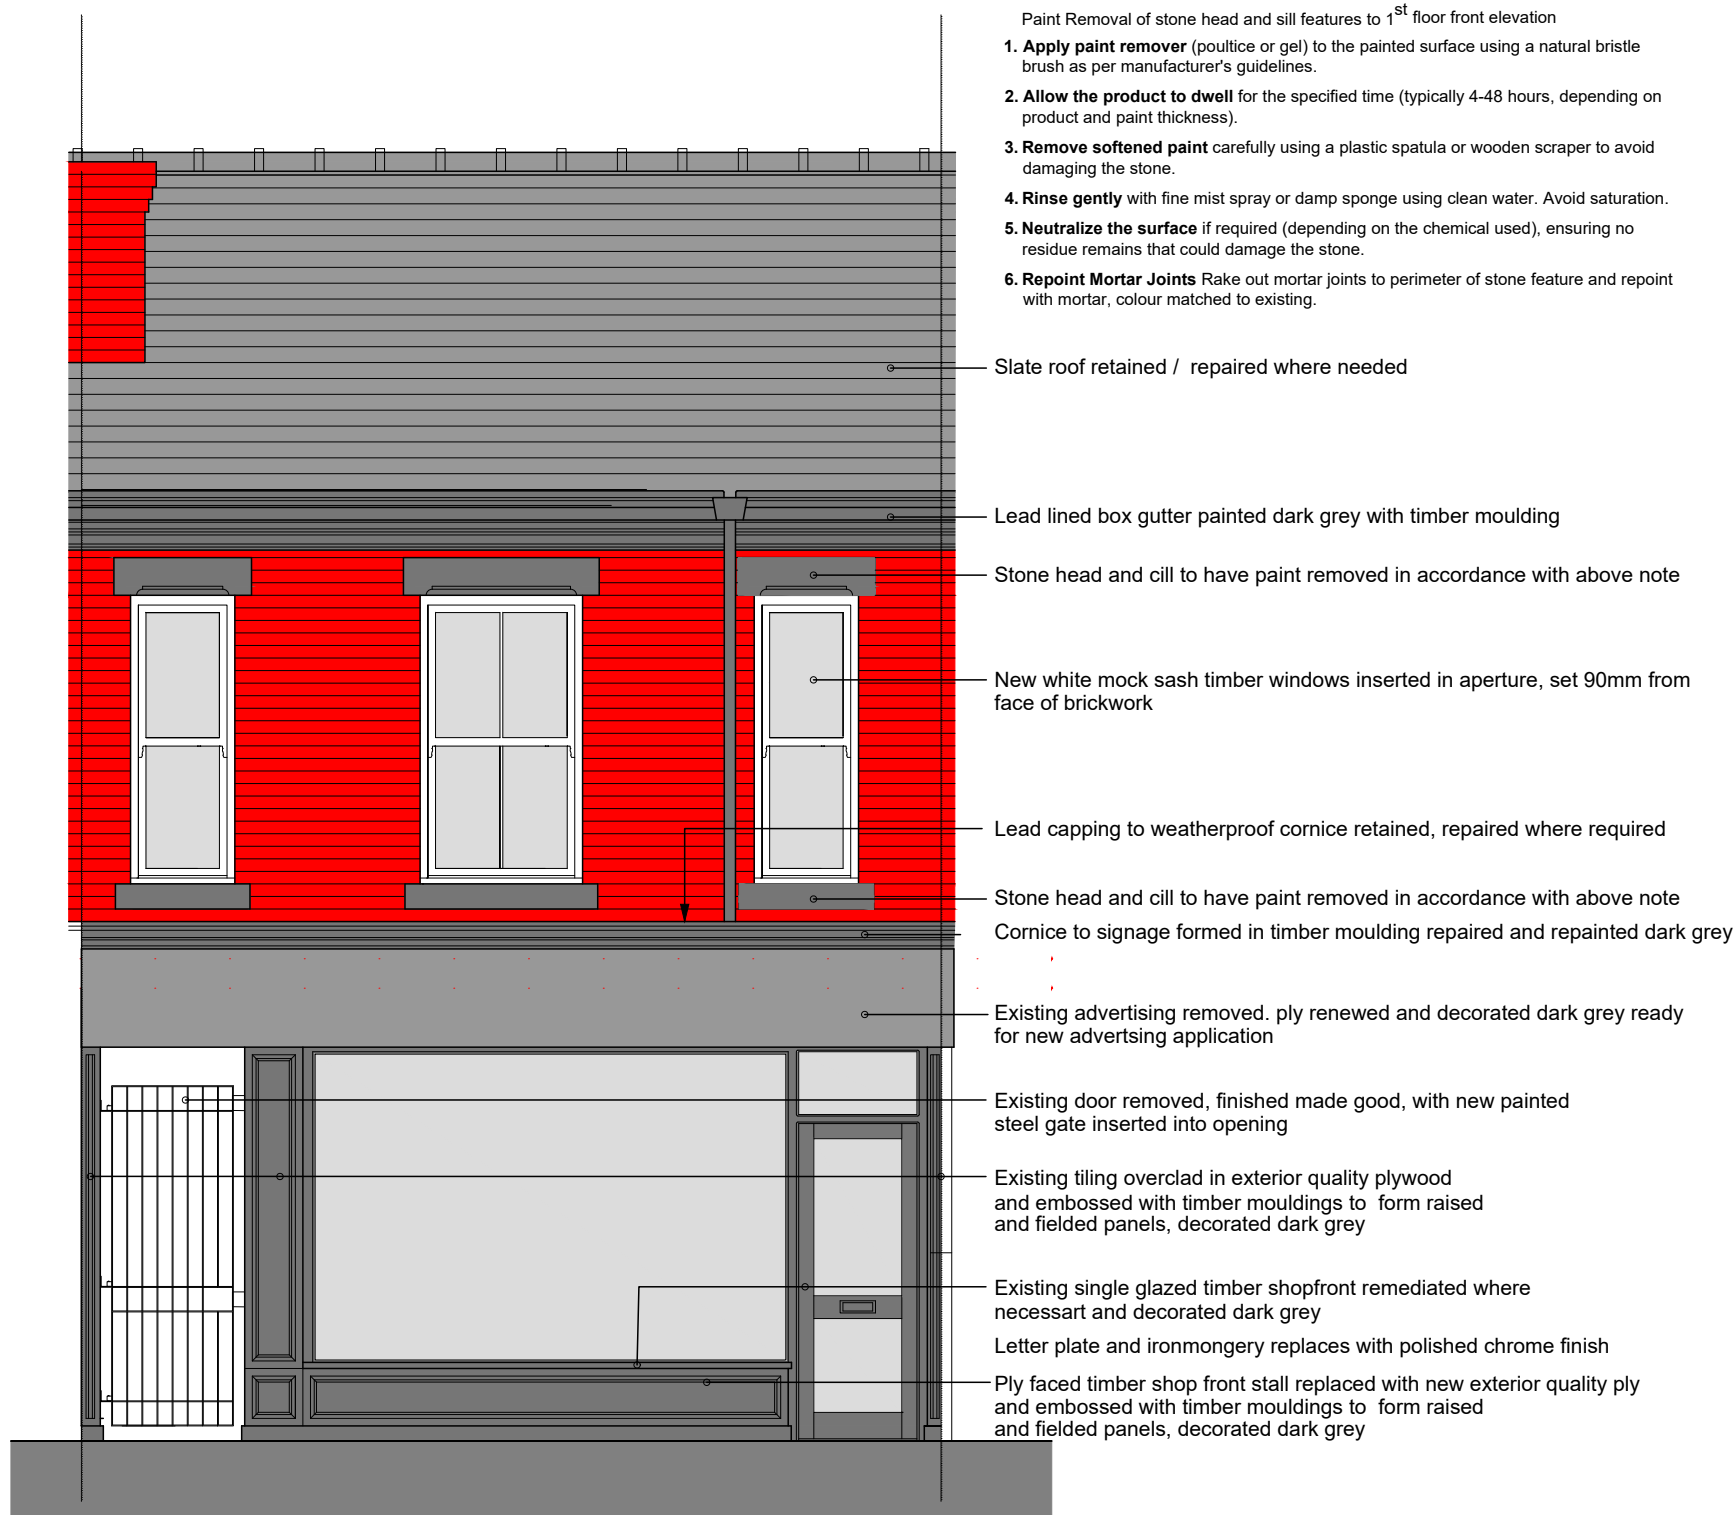 Paint Removal of stone head and sill features to 1st floor front elevation
1. Apply paint remover (poultice or gel) to the painted surface using a natural bristle
brush as per manufacturer's guidelines.
2. Allow the product to dwell for the specified time (typically 4-48 hours, depending on
product and paint thickness).
3. Remove softened paint carefully using a plastic spatula or wooden scraper to avoid
damaging the stone.
4. Rinse gently with fine mist spray or damp sponge using clean water. Avoid saturation.
5. Neutralize the surface if required (depending on the chemical used), ensuring no
residue remains that could damage the stone.
6. Repoint Mortar Joints Rake out mortar joints to perimeter of stone feature and repoint
with mortar, colour matched to existing.
Slate roof retained / repaired where needed
Lead lined box gutter painted dark grey with timber moulding
Stone head and cill to have paint removed in accordance with above note
New white mock sash timber windows inserted in aperture, set 90mm from
face of brickwork
Lead capping to weatherproof cornice retained, repaired where required
Stone head and cill to have paint removed in accordance with above note
Cornice to signage formed in timber moulding repaired and repainted dark grey
Existing advertising removed. ply renewed and decorated dark grey ready
for new advertsing application
Existing door removed, finished made good, with new painted
steel gate inserted into opening
Existing tiling overclad in exterior quality plywood
and embossed with timber mouldings to form raised
and fielded panels, decorated dark grey
Existing single glazed timber shopfront remediated where
necessart and decorated dark grey
Letter plate and ironmongery replaces with polished chrome finish
Ply faced timber shop front stall replaced with new exterior quality ply
and embossed with timber mouldings to form raised
and fielded panels, decorated dark grey